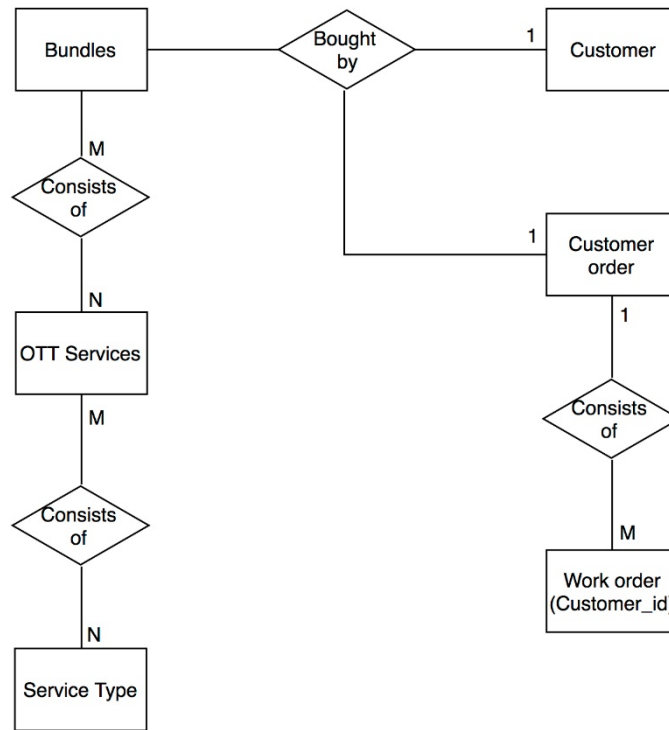 Bundles
Bought
by
1
Customer
M
Consists
of
1
Customer
order
N
OTT Services
1
M
Consists
of
Consists
of
M
N
Work order
(Customer_id)
Service Type